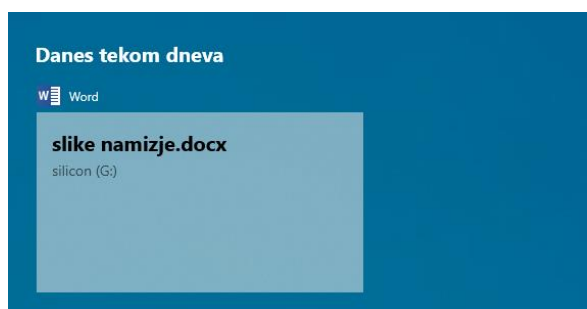 Danes tekom dneva
Word
slike namizje.docx
silicon (G:)